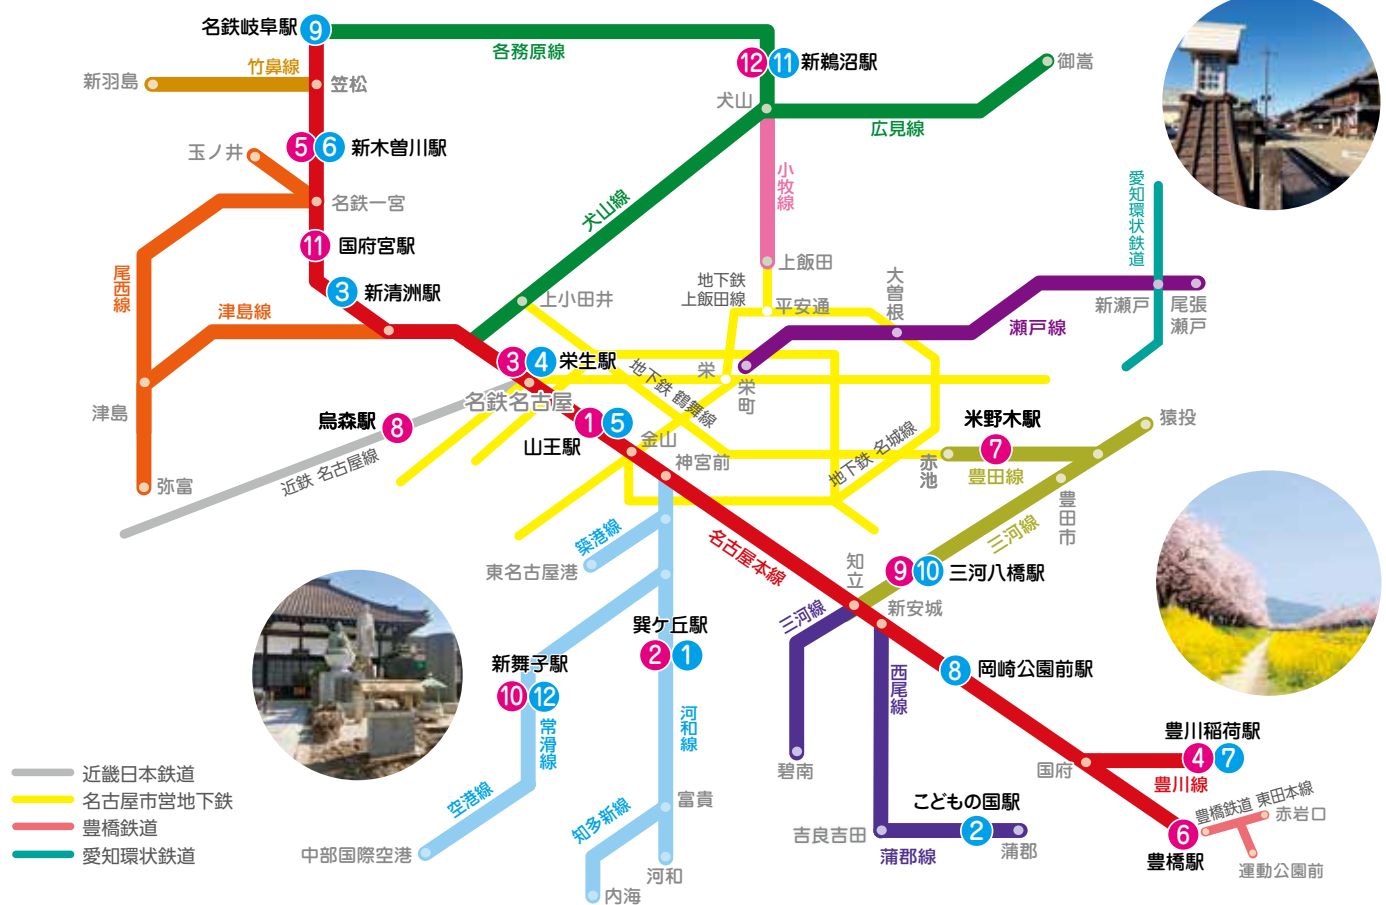 名鉄岐阜駅
9
各務原線
12
11
新鵜沼駅
御嵩
新羽島
竹鼻線
笠松
犬山
広見線
玉ノ井
5
6
新木曽川駅
小牧線
愛知環状鉄道
名鉄一宮
犬山線
11
国府宮駅
上飯田
尾西線
3
新清洲駅
地下鉄
上飯田線
大曽根
津島線
上小田井
平安通
新瀬戸
尾張
瀬戸
瀬戸線
3
4
栄生駅
地下鉄 鶴舞線
栄
栄町
名鉄名古屋
津島
烏森駅
8
1
5
山王駅
金山
米野木駅
7
猿投
近鉄 名古屋線
神宮前
地下鉄 名城線
赤池
豊田線
弥富
豊田市
築港線
名古屋本線
三河線
東名古屋港
知立
9
10
三河八橋駅
三河線
新安城
巽ケ丘駅
2
1
新舞子駅
10
12
8
岡崎公園前駅
西尾線
常滑線
河和線
豊川稲荷駅
4
7
近畿日本鉄道
碧南
国府
豊川線
名古屋市営地下鉄
空港線
知多新線
富貴
こどもの国駅
2
豊橋鉄道 東田本線
赤岩口
豊橋鉄道
吉良吉田
6
愛知環状鉄道
中部国際空港
蒲郡線
蒲郡
豊橋駅
運動公園前
河和
内海